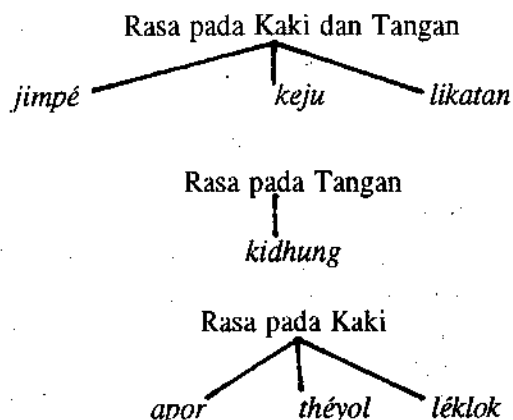 Rasa pada Kaki dan Tangan
jimpé keju likatan
Rasa pada Tangan
kidhung
Rasa pada Kaki
apor théyol léklok